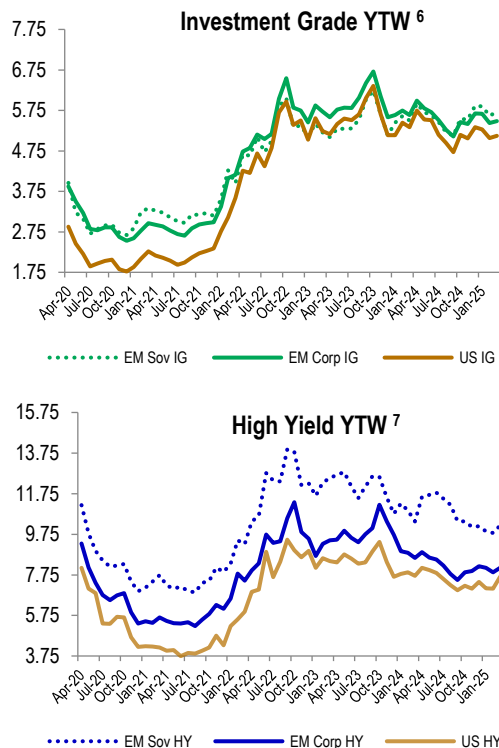 Investment Grade YTW 6
7.75
6.75
5.75
4.75
3.75
2.75
1.75
Apr-20 Jul-20 Oct-20 Jan-21 Apr-21 Jul-21 Oct-21 Jan-22 Apr-22 Jul-22 Oct-22 Jan-23 Apr-23 Jul-23 Oct-23 Jan-24 Apr-24 Jul-24 Oct-24 Jan-25
EM Sov IG EM Corp IG US IG
High Yield YTW 7
15.75
13.75
11.75
9.75
7.75
5.75
3.75
Apr-20 Jul-20 Oct-20 Jan-21 Apr-21 Jul-21 Oct-21 Jan-22 Apr-22 Jul-22 Oct-22 Jan-23 Apr-23 Jul-23 Oct-23 Jan-24 Apr-24 Jul-24 Oct-24 Jan-25
EM Sov HY EM Corp HY US HY